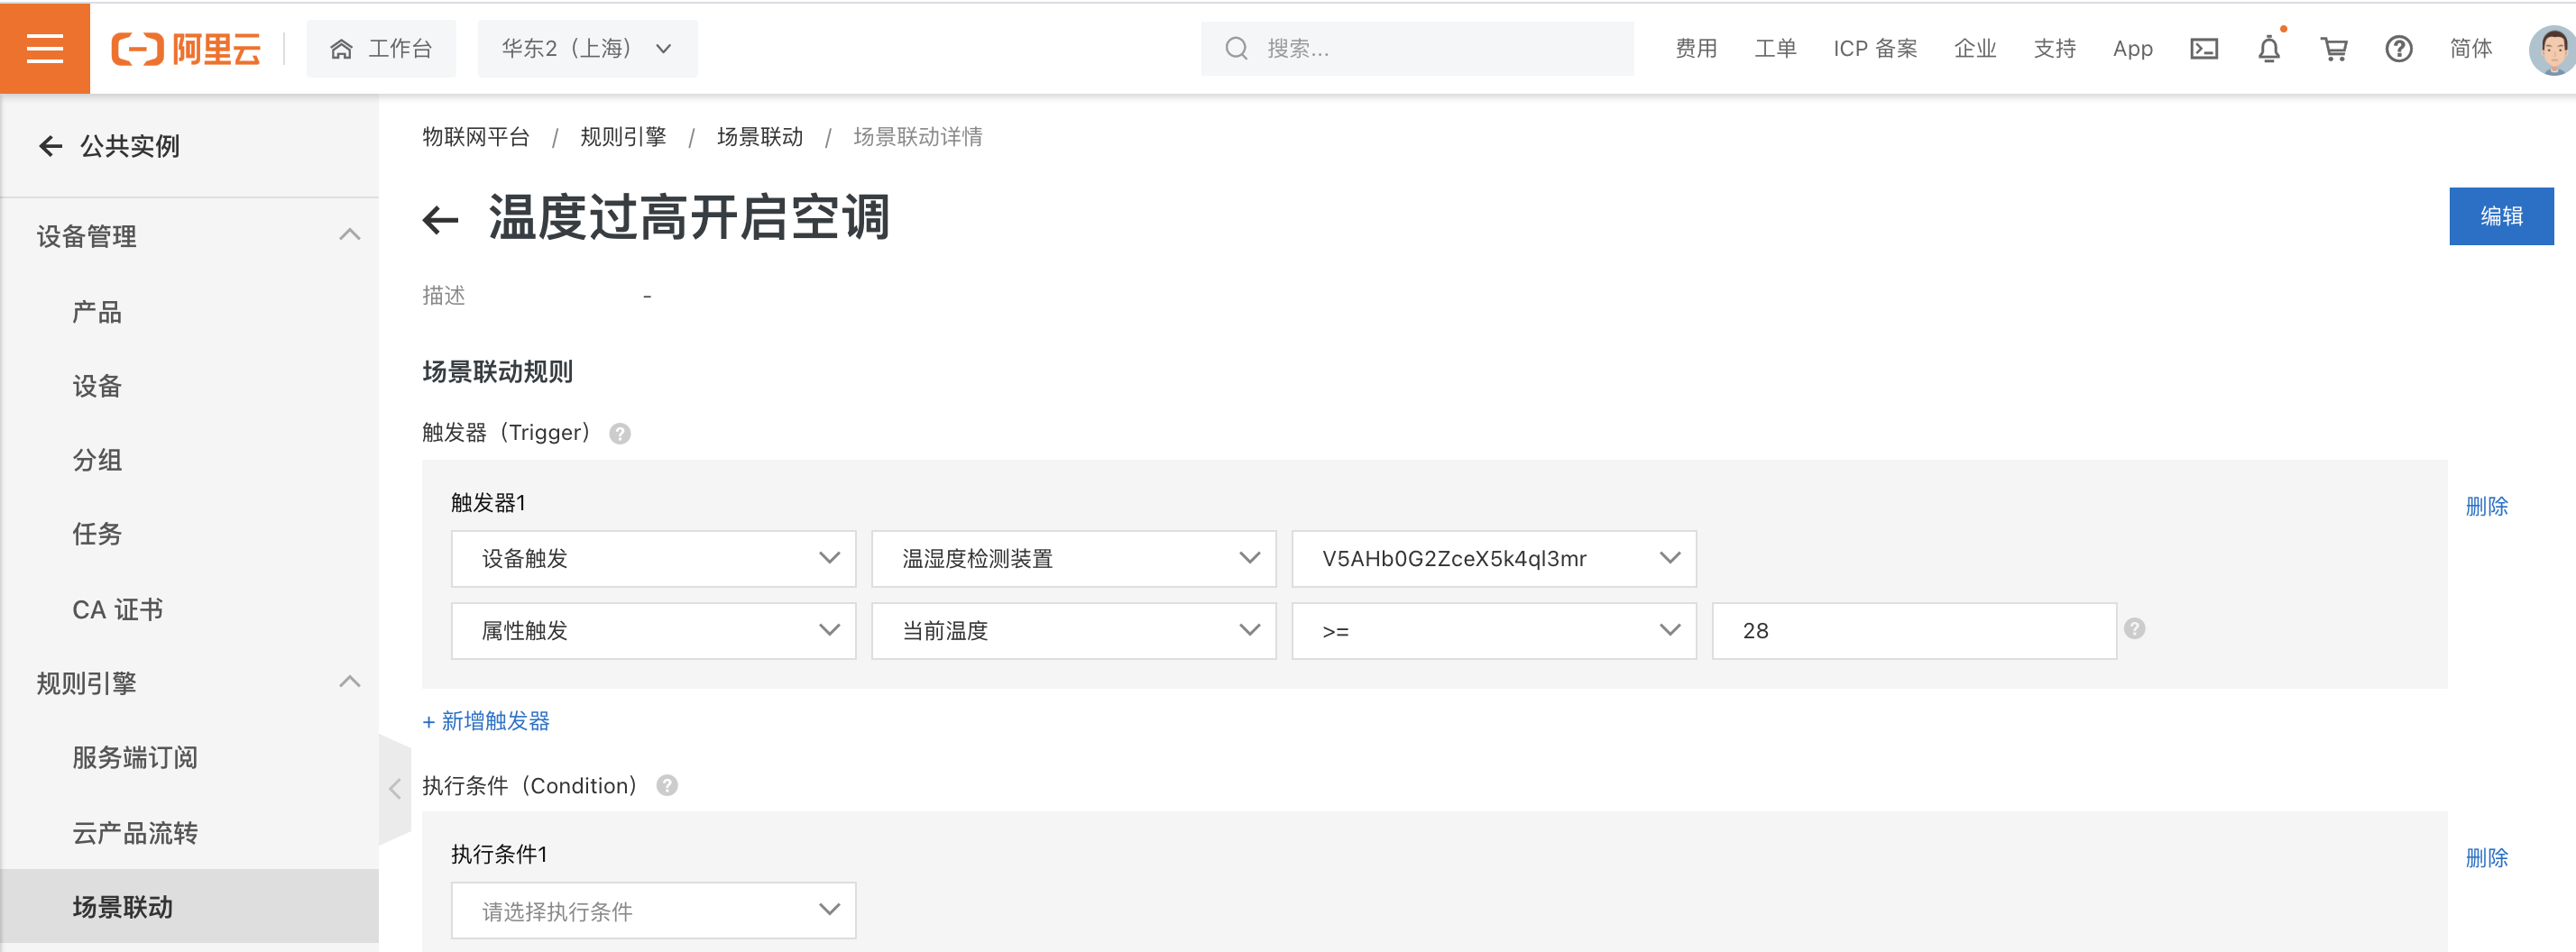 阿里云 工作台 华东2（上海） 搜索... 费用 工单 ICP 备案 企业 支持 App 简体
公共实例
设备管理
产品
设备
分组
任务
CA 证书
规则引擎
服务端订阅
云产品流转
场景联动
物联网平台 / 规则引擎 / 场景联动 / 场景联动详情
温度过高开启空调
编辑
描述 -
场景联动规则
触发器（Trigger） ?
触发器1 删除
设备触发 温湿度检测装置 V5AHb0G2ZceX5k4ql3mr
属性触发 当前温度 >= 28 ?
+ 新增触发器
执行条件（Condition） ?
执行条件1 删除
请选择执行条件